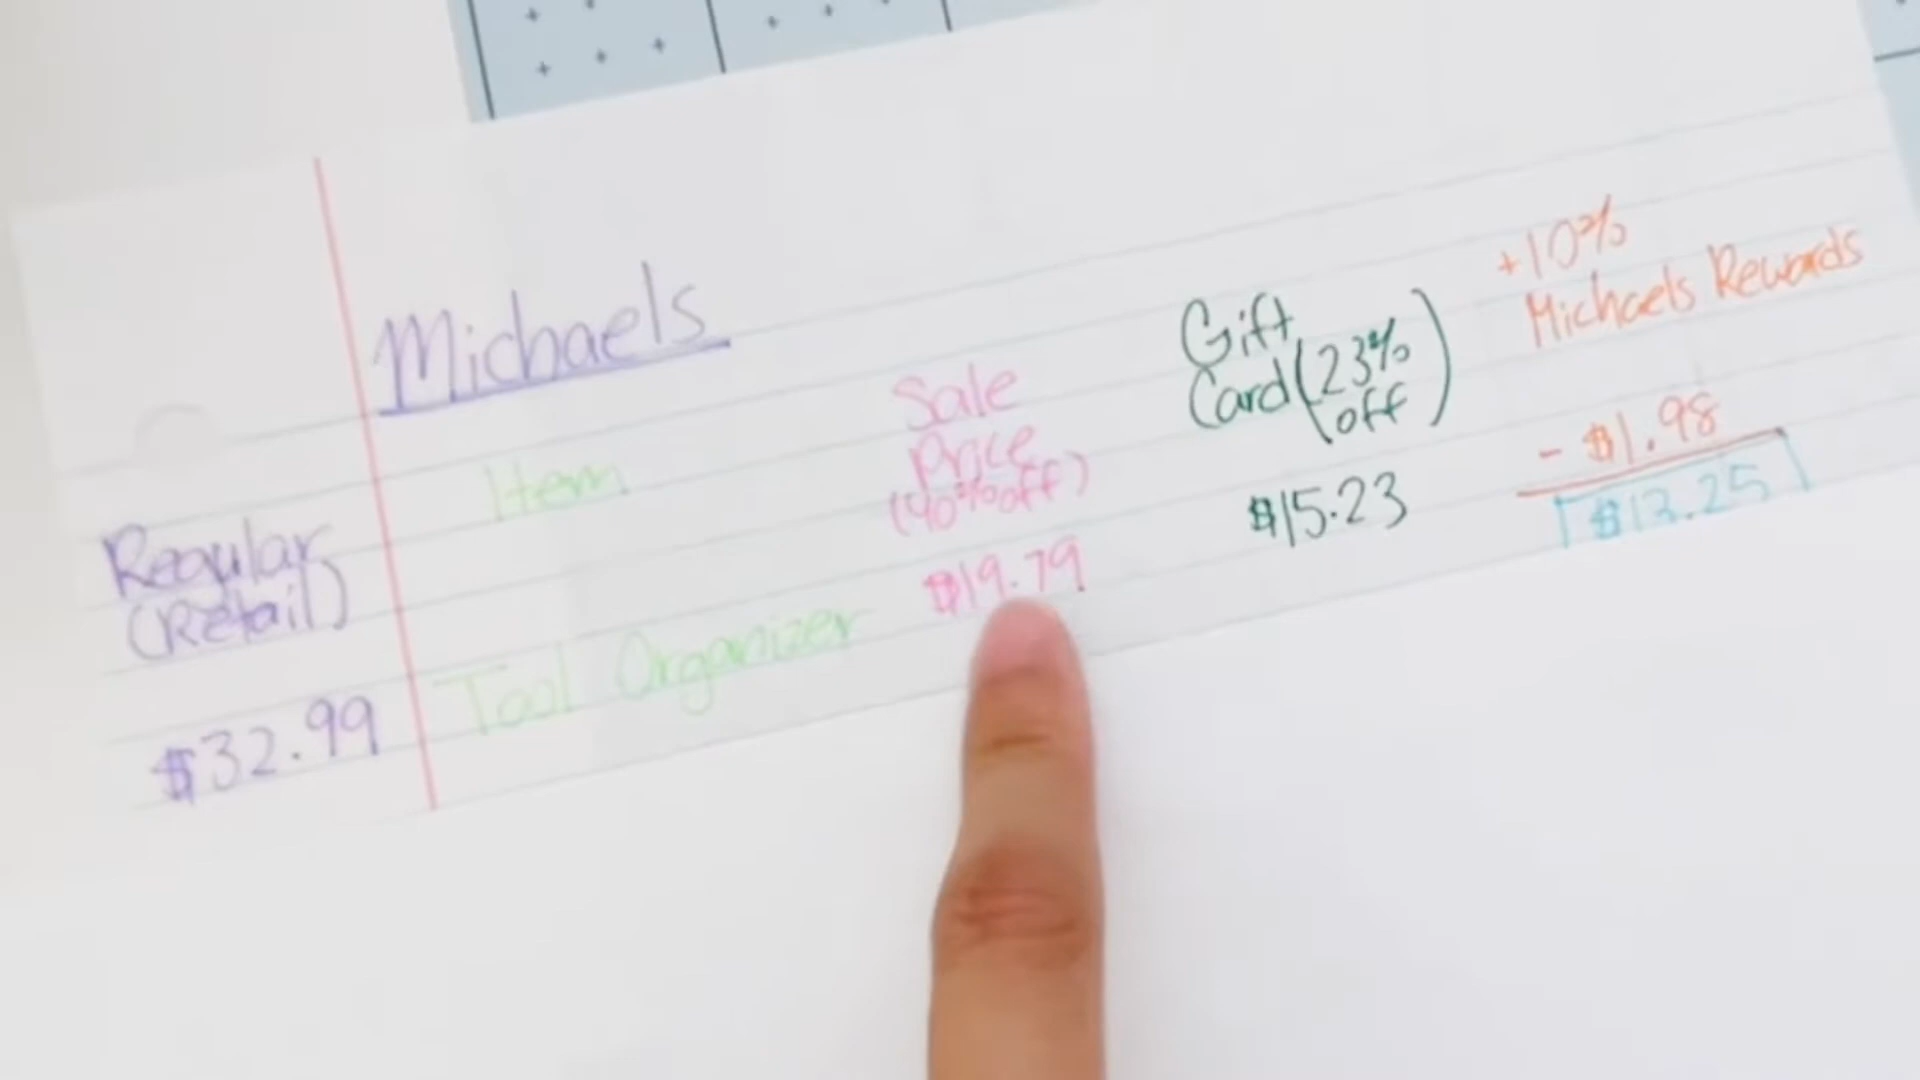 Michaels
Regular
(Retail)
$32.99
Item
Tool Organizer
Sale
Price
(40% off)
$19.79
Gift
Card (23%
off)
$15.23
+10%
Michaels Rewards
- $1.98
$13.25